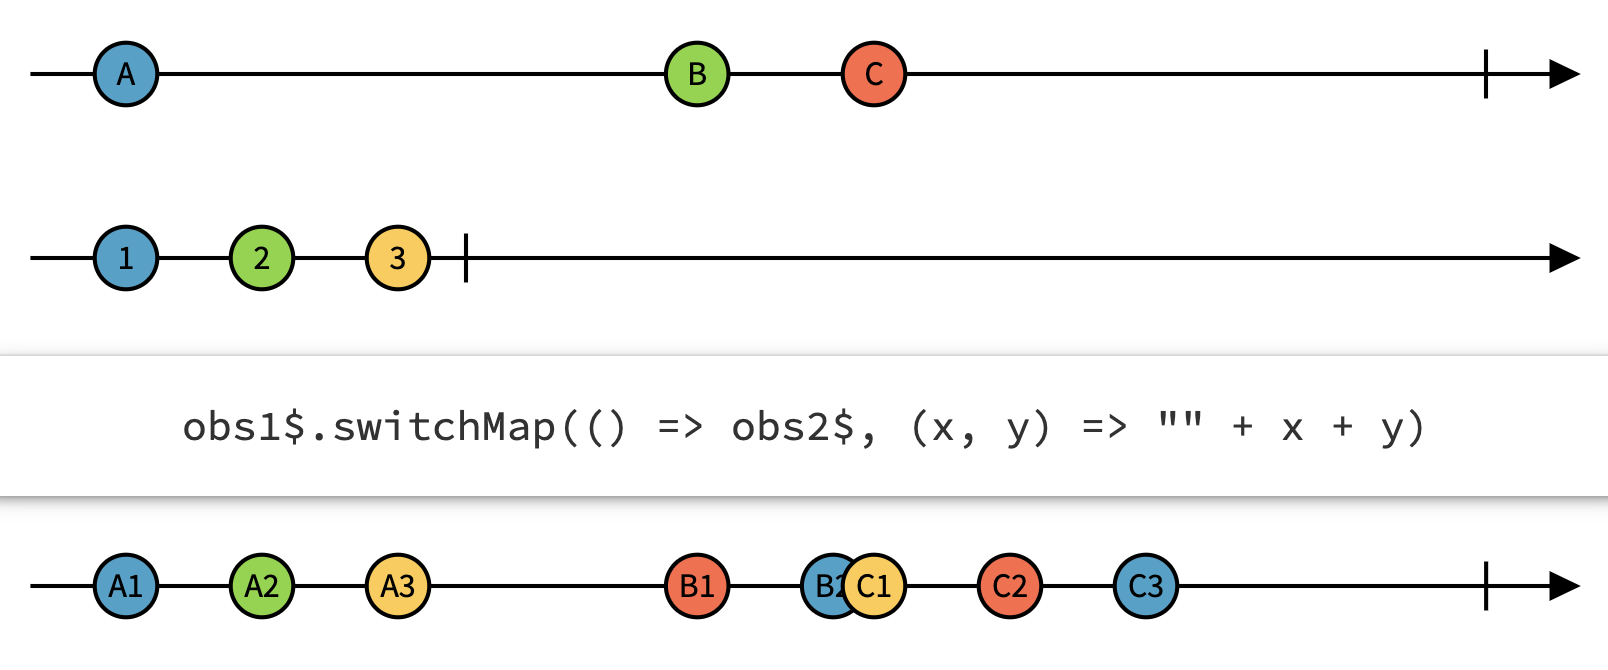 A B C
1 2 3
obs1$.switchMap(() => obs2$, (x, y) => "" + x + y)
A1 A2 A3 B1 B2 C1 C2 C3